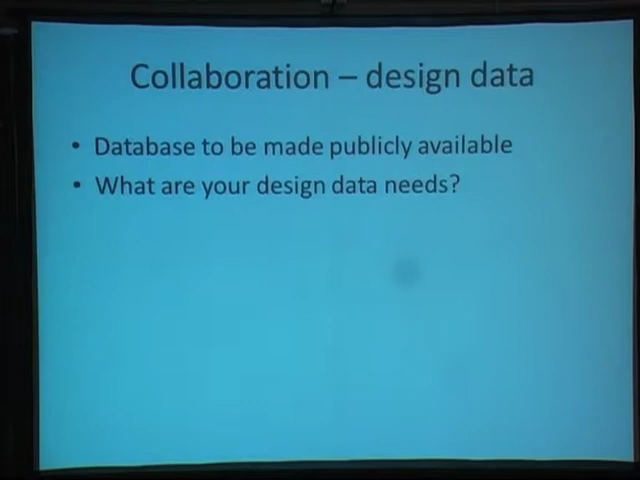 Collaboration – design data
• Database to be made publicly available
• What are your design data needs?